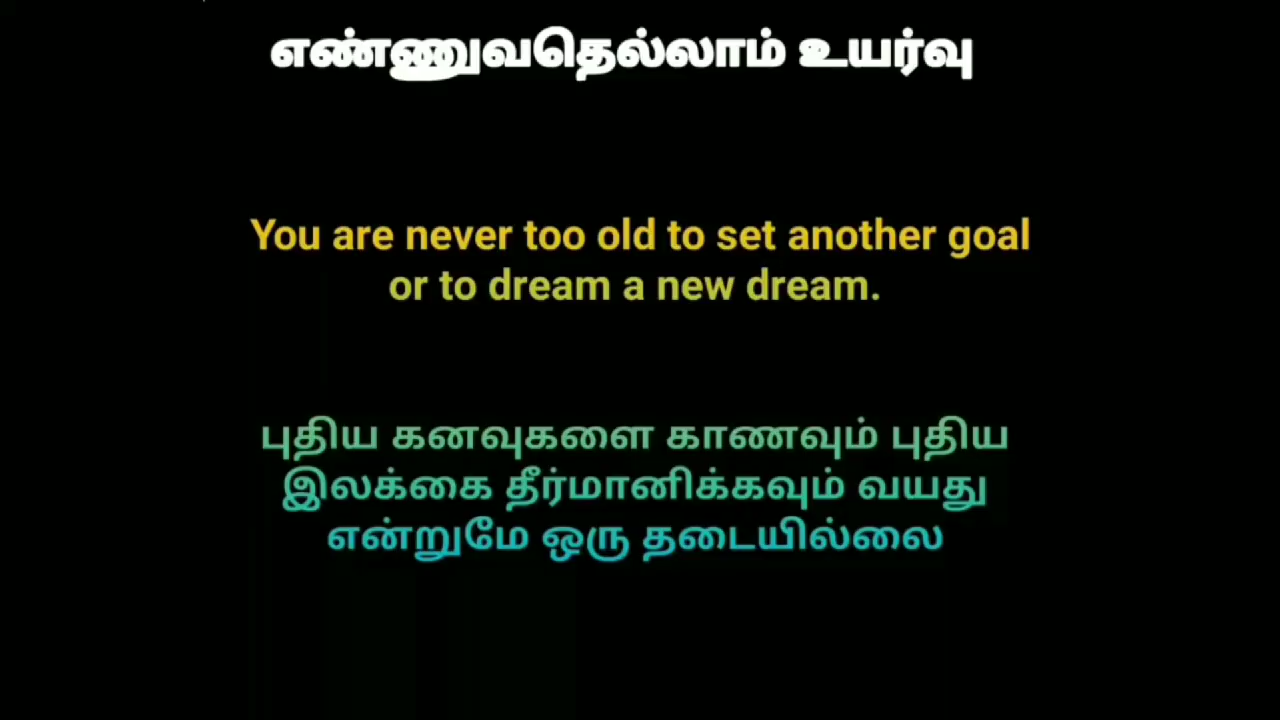 எண்ணுவதெல்லாம் உயர்வு
You are never too old to set another goal
or to dream a new dream.
புதிய கனவுகளை காணவும் புதிய
இலக்கை தீர்மானிக்கவும் வயது
என்றுமே ஒரு தடையில்லை